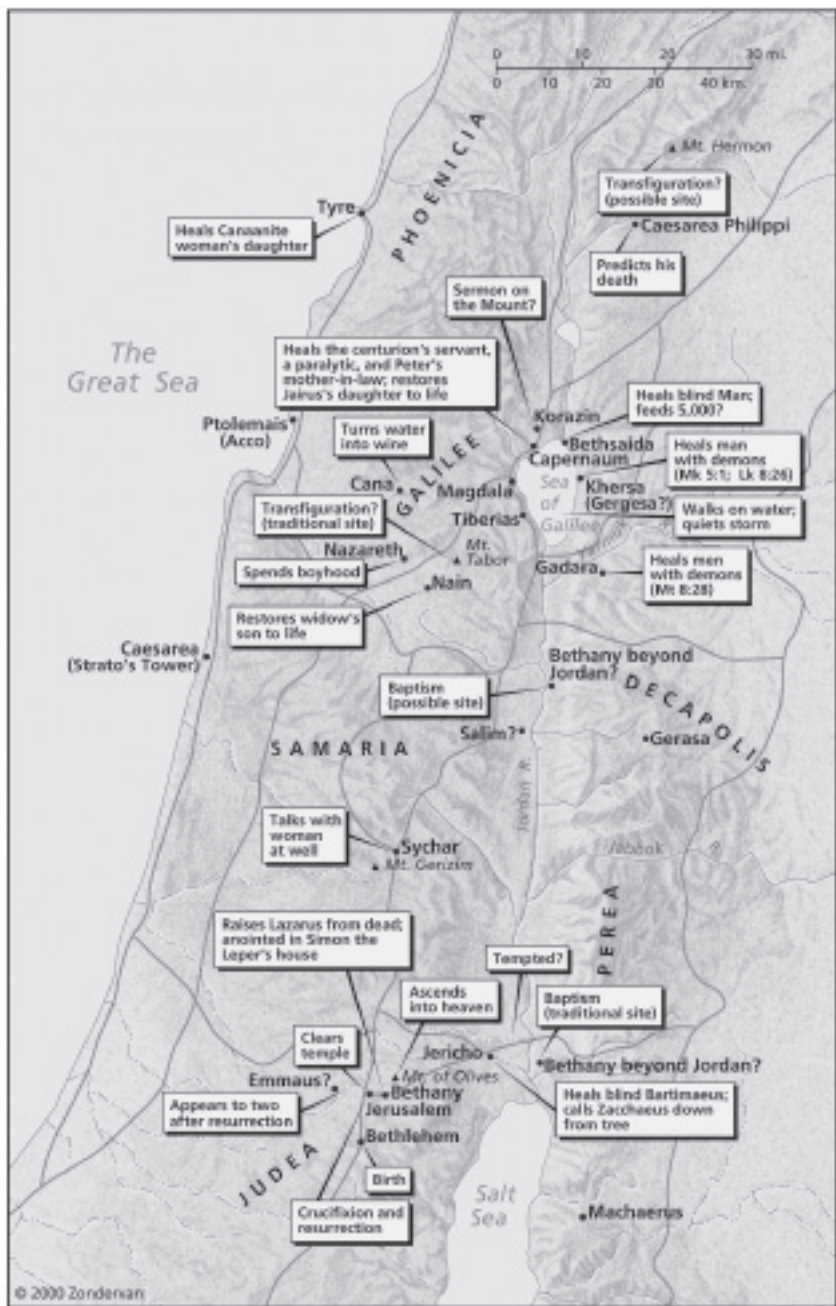 0 10 20 30 mi.
0 10 20 30 40 km.
PHOENICIA
Mt. Hermon
Transfiguration?
(possible site)
Tyre
Caesarea Philippi
Heals Canaanite
woman's daughter
Predicts his
death
Sermon on
the Mount?
The
Great Sea
Heals the centurion's servant,
a paralytic, and Peter's
mother-in-law; restores
Jairus's daughter to life
Heals blind Man;
feeds 5,000?
Ptolemais
(Acco)
Korazin
Turns water
into wine
Bethsaida
Capernaum
Heals man
with demons
(Mk 5:1; Lk 8:26)
GALILEE
Cana
Magdala
Sea
of
Galilee
Khersa
(Gergesa?)
Transfiguration?
(traditional site)
Tiberias
Walks on water;
quiets storm
Yarmuk
Nazareth
Mt.
Tabor
Gadara
Heals men
with demons
(Mt 8:28)
Spends boyhood
Nain
Restores widow's
son to life
Caesarea
(Strato's Tower)
Bethany beyond
Jordan?
Baptism
(possible site)
DECAPOLIS
SAMARIA
Salim?
Gerasa
Jordan R.
Talks with
woman
at well
Sychar
Mt. Gerizim
Jabbok R.
PEREA
Raises Lazarus from dead;
anointed in Simon the
Leper's house
Tempted?
Ascends
into heaven
Baptism
(traditional site)
Clears
temple
Jericho
Bethany beyond Jordan?
Emmaus?
Mt. of Olives
Bethany
Jerusalem
Heals blind Bartimaeus;
calls Zacchaeus down
from tree
Appears to two
after resurrection
Bethlehem
JUDEA
Birth
Salt
Sea
Crucifixion and
resurrection
Machaerus
© 2000 Zondervan